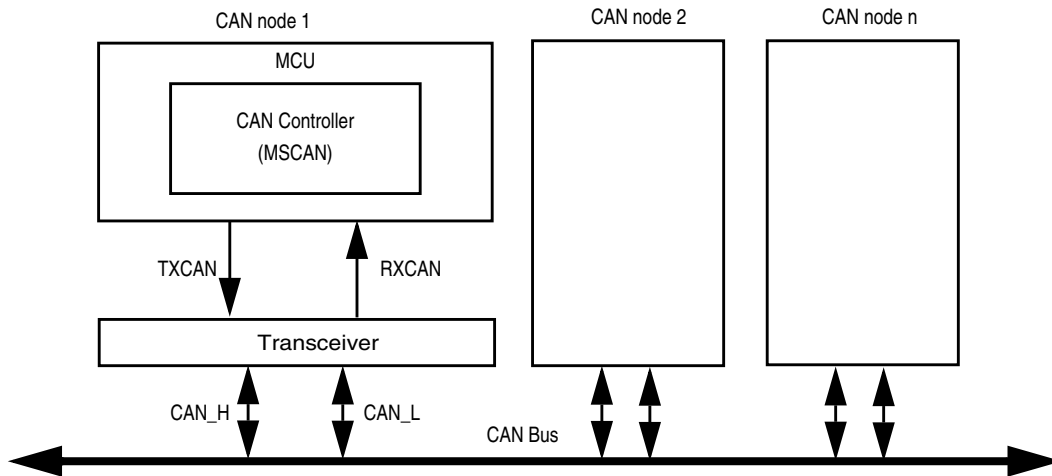 CAN node 1
CAN node 2
CAN node n
MCU
CAN Controller
(MSCAN)
TXCAN
RXCAN
Transceiver
CAN_H
CAN_L
CAN Bus